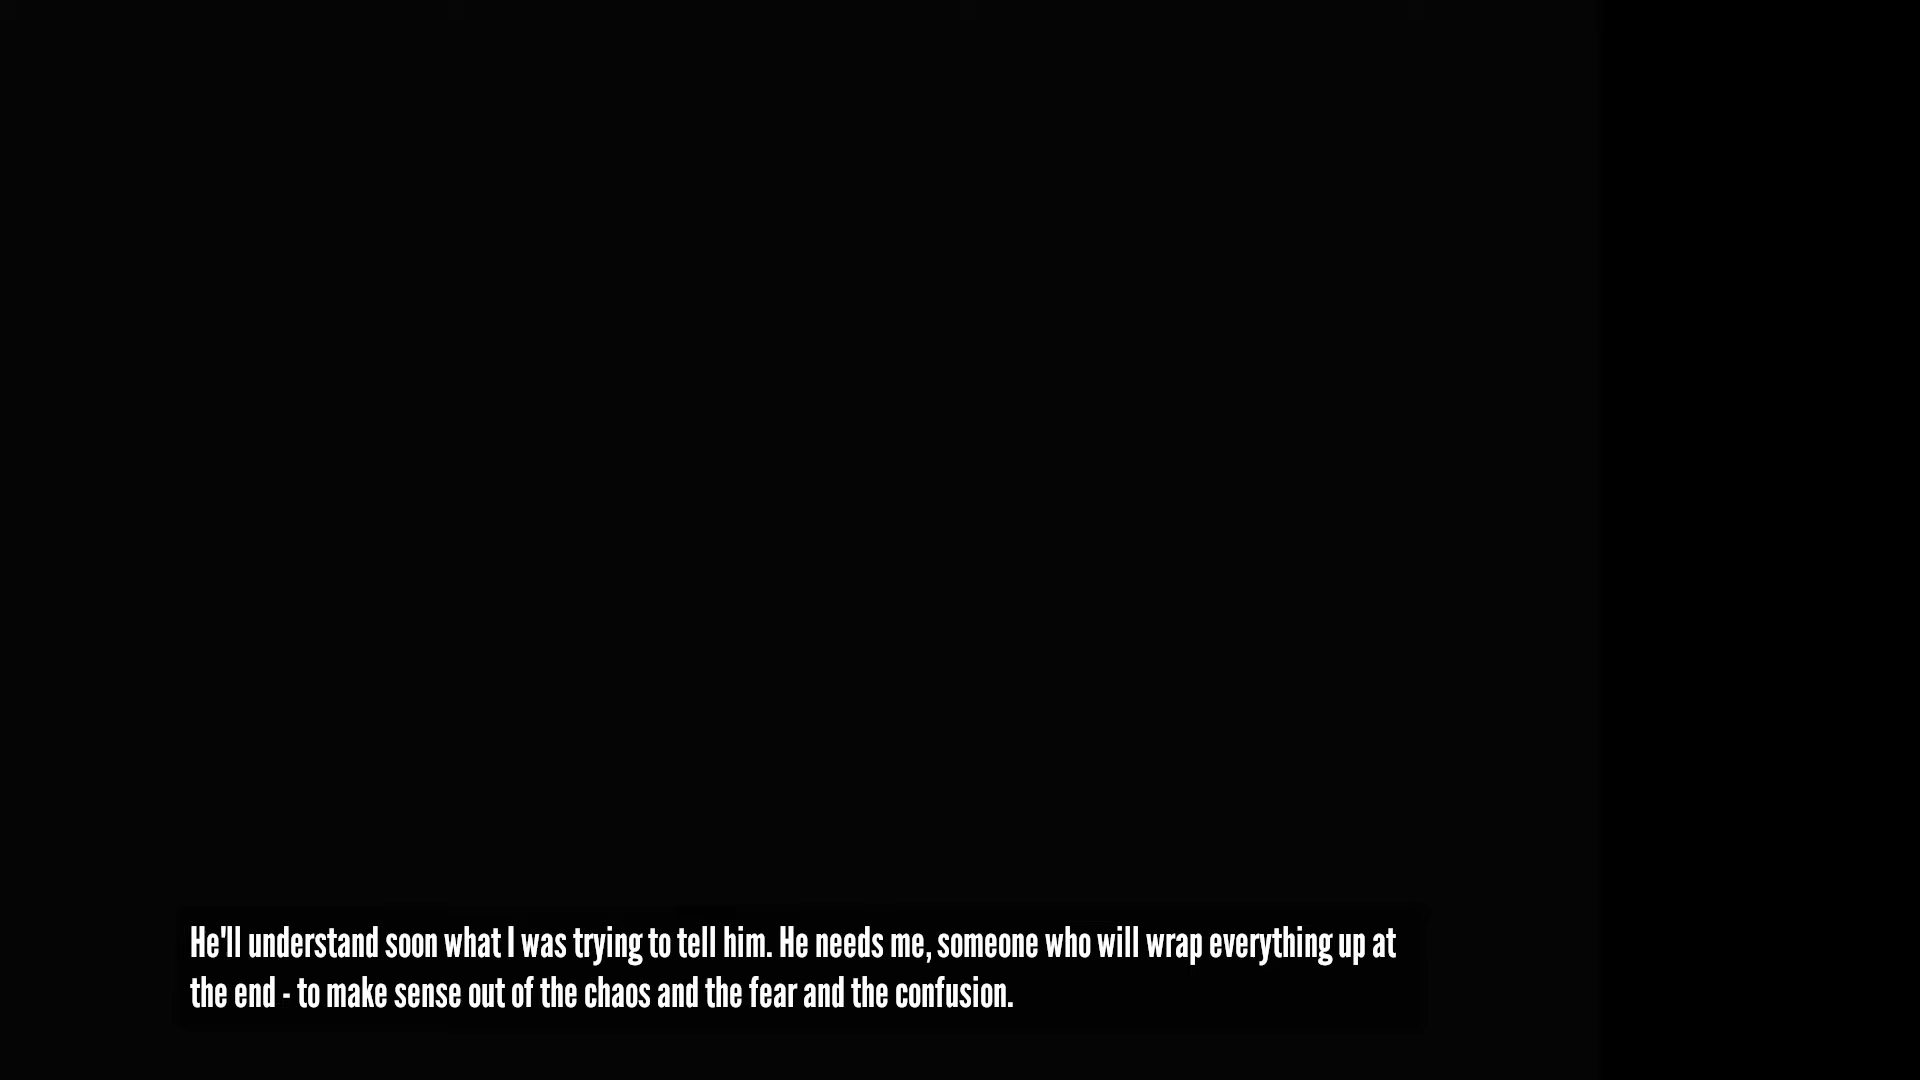 He'll understand soon what I was trying to tell him. He needs me, someone who will wrap everything up at
the end - to make sense out of the chaos and the fear and the confusion.